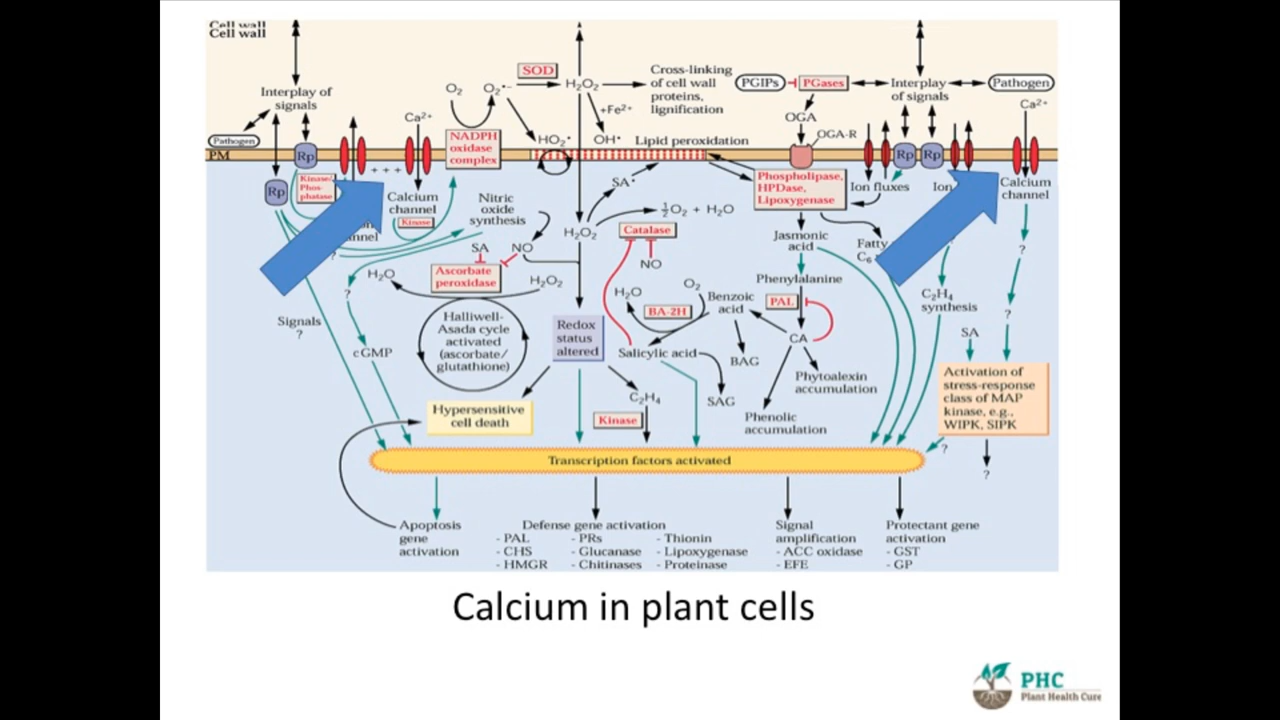 Cell wall
Cell wall
Interplay of
signals
Pathogen
PM
Rp
Rp
Kinase/
Phos-
phatase
Ca²⁺
+ + +
Calcium
channel
Kinase
O₂
O₂•−
SOD
H₂O₂
+Fe²⁺
HO₂•
OH•
NADPH
oxidase
complex
Cross-linking
of cell wall
proteins,
lignification
Lipid peroxidation
PGIPs
PGases
OGA
OGA-R
Interplay
of signals
Pathogen
Ca²⁺
Rp
Rp
Ion fluxes
Ion
Calcium
channel
Phospholipase,
HPDase,
Lipoxygenase
SA•
½O₂ + H₂O
H₂O₂
Catalase
NO
Nitric
oxide
synthesis
SA
NO
Ascorbate
peroxidase
H₂O
H₂O₂
?
?
Signals
?
cGMP
Halliwell-
Asada cycle
activated
(ascorbate/
glutathione)
Redox
status
altered
H₂O
O₂
BA-2H
Benzoic
acid
Salicylic acid
BAG
SAG
Jasmonic
acid
Fatty
C₆
Phenylalanine
PAL
CA
Phytoalexin
accumulation
Phenolic
accumulation
C₂H₄
synthesis
?
?
SA
Activation of
stress-response
class of MAP
kinase, e.g.,
WIPK, SIPK
?
?
Hypersensitive
cell death
C₂H₄
Kinase
Transcription factors activated
Apoptosis
gene
activation
Defense gene activation
- PAL
- CHS
- HMGR
- PRs
- Glucanase
- Chitinases
- Thionin
- Lipoxygenase
- Proteinase
Signal
amplification
- ACC oxidase
- EFE
Protectant gene
activation
- GST
- GP
Calcium in plant cells
PHC
Plant Health Cure